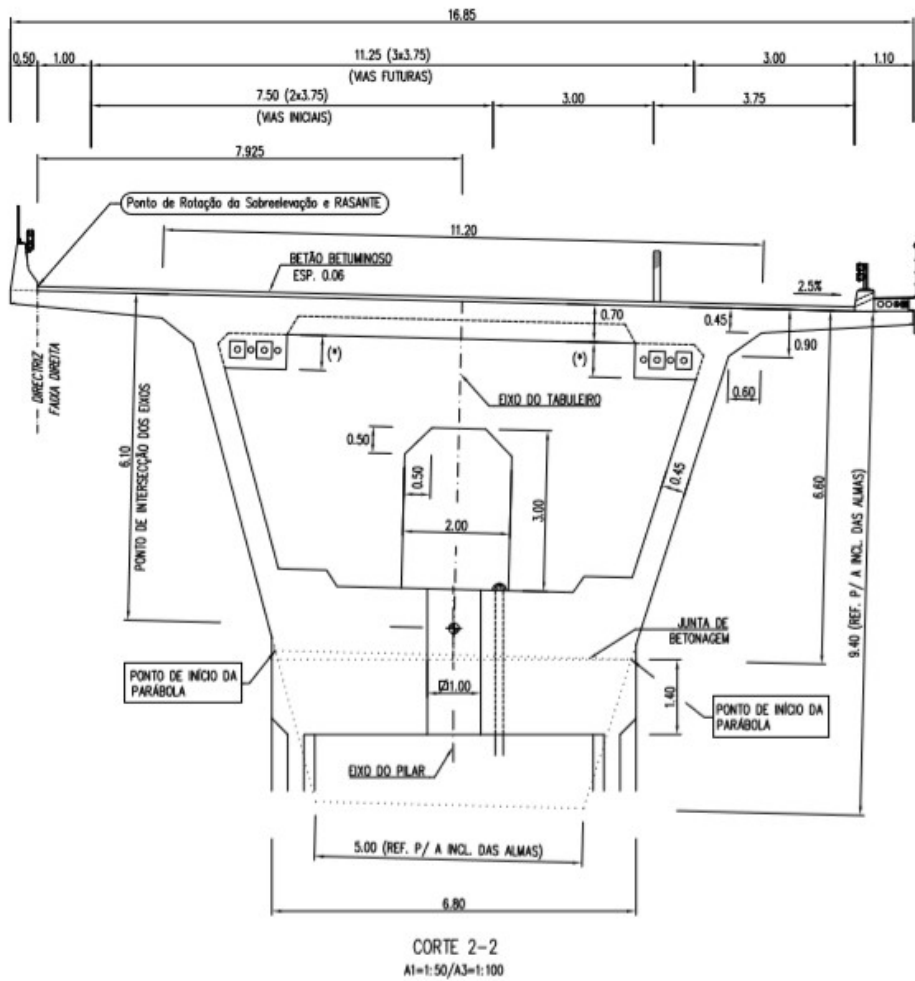 16.85
0.50
1.00
11.25 (3x3.75)
(VIAS FUTURAS)
3.00
1.10
7.50 (2x3.75)
(VIAS INICIAIS)
3.00
3.75
7.925
Ponto de Rotação da Sobreelevação e RASANTE
11.20
BETÃO BETUMINOSO
ESP. 0.06
2.5%
0.70
0.45
0.90
(*)
(*)
0.60
DIRECTRIZ
FAIXA DIREITA
EIXO DO TABULEIRO
6.10
PONTO DE INTERSECÇÃO DOS EIXOS
0.50
0.50
2.00
3.00
0.45
6.60
9.40 (REF. P/ A INCL. DAS ALMAS)
JUNTA DE
BETONAGEM
PONTO DE INÍCIO DA
PARÁBOLA
1.00
1.40
PONTO DE INÍCIO DA
PARÁBOLA
EIXO DO PILAR
5.00 (REF. P/ A INCL. DAS ALMAS)
6.80
CORTE 2-2
A1=1:50/A3=1:100